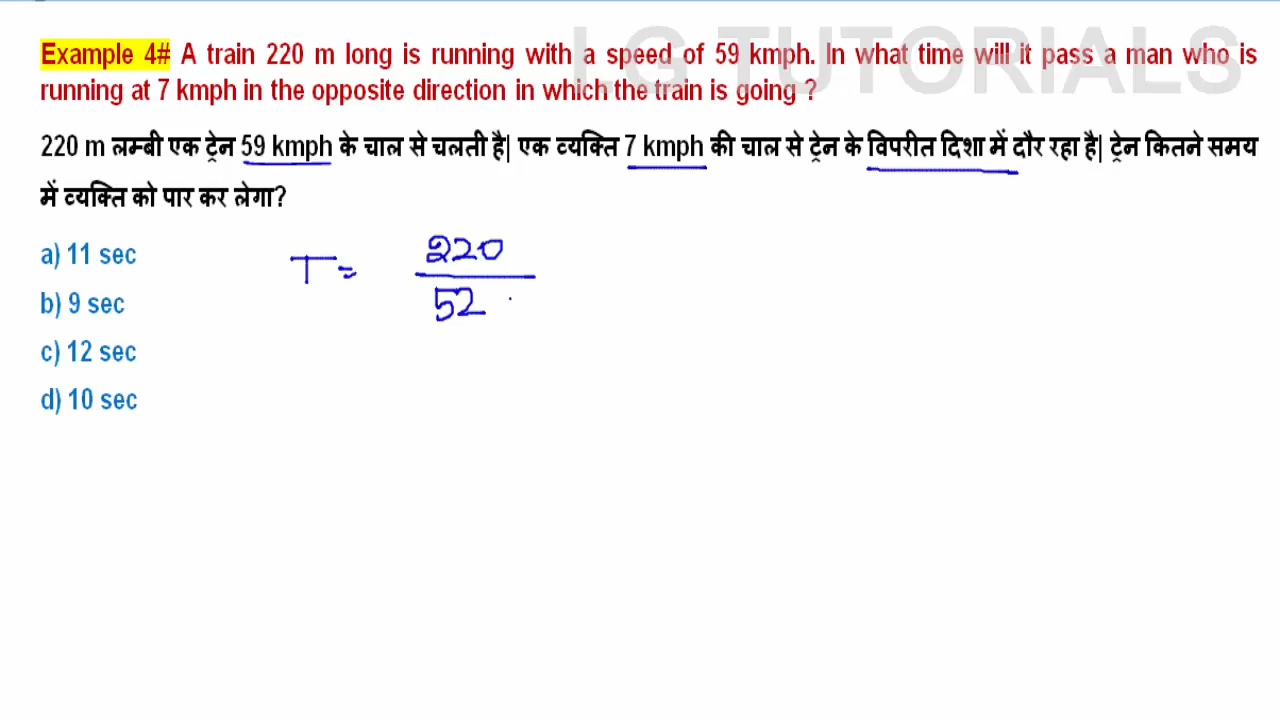 LG TUTORIALS
Example 4# A train 220 m long is running with a speed of 59 kmph. In what time will it pass a man who is
running at 7 kmph in the opposite direction in which the train is going ?
220 m लम्बी एक ट्रेन 59 kmph के चाल से चलती है| एक व्यक्ति 7 kmph की चाल से ट्रेन के विपरीत दिशा में दौर रहा है| ट्रेन कितने समय
में व्यक्ति को पार कर लेगा?
a) 11 sec
b) 9 sec
c) 12 sec
d) 10 sec
T = 220
52